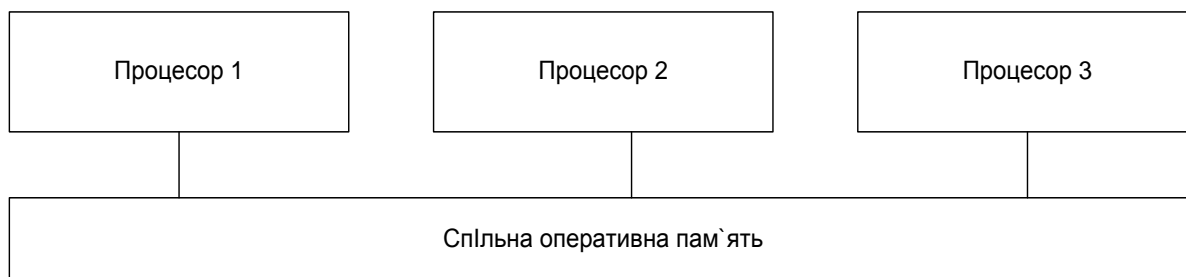 Процесор 1
Процесор 2
Процесор 3
СпІльна оперативна пам`ять